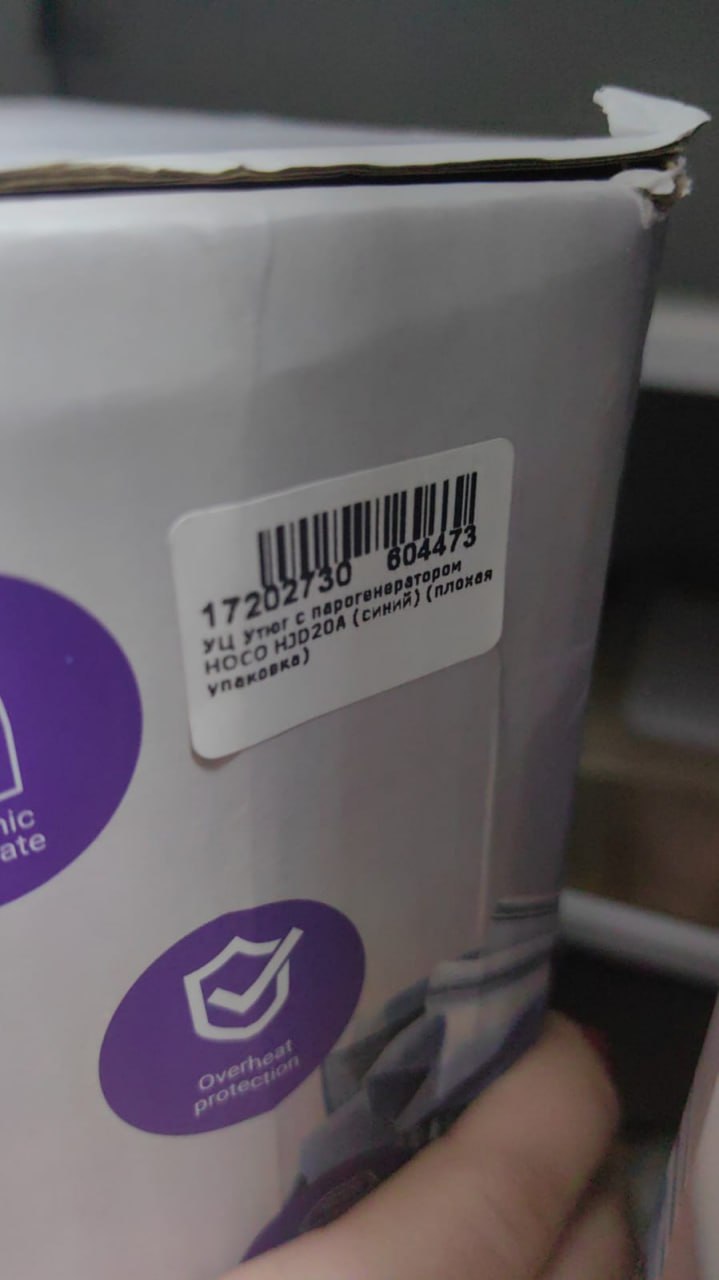 17202730 604473
УЦ Утюг с парогенератором
HOCO HJD20A (синий) (плохая
упаковка)
Overheat
protection